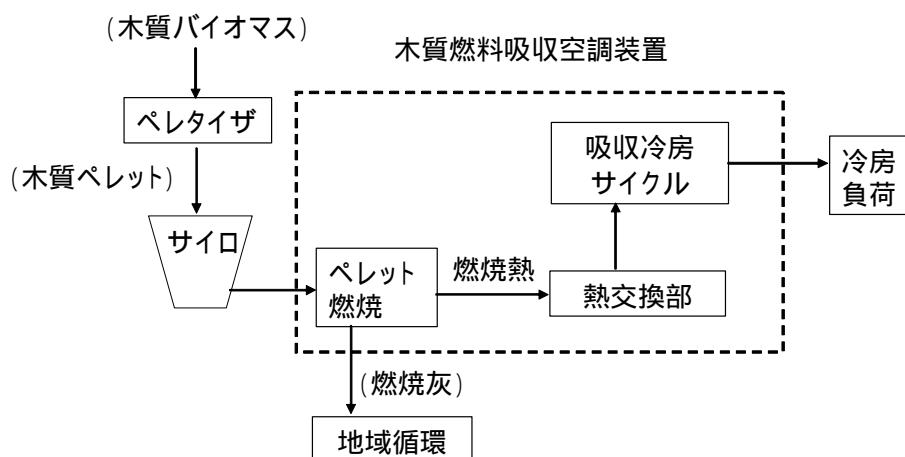 (木質バイオマス)
木質燃料吸収空調装置
ペレタイザ
(木質ペレット)
サイロ
吸収冷房
サイクル
冷房
負荷
ペレット
燃焼
燃焼熱
熱交換部
(燃焼灰)
地域循環